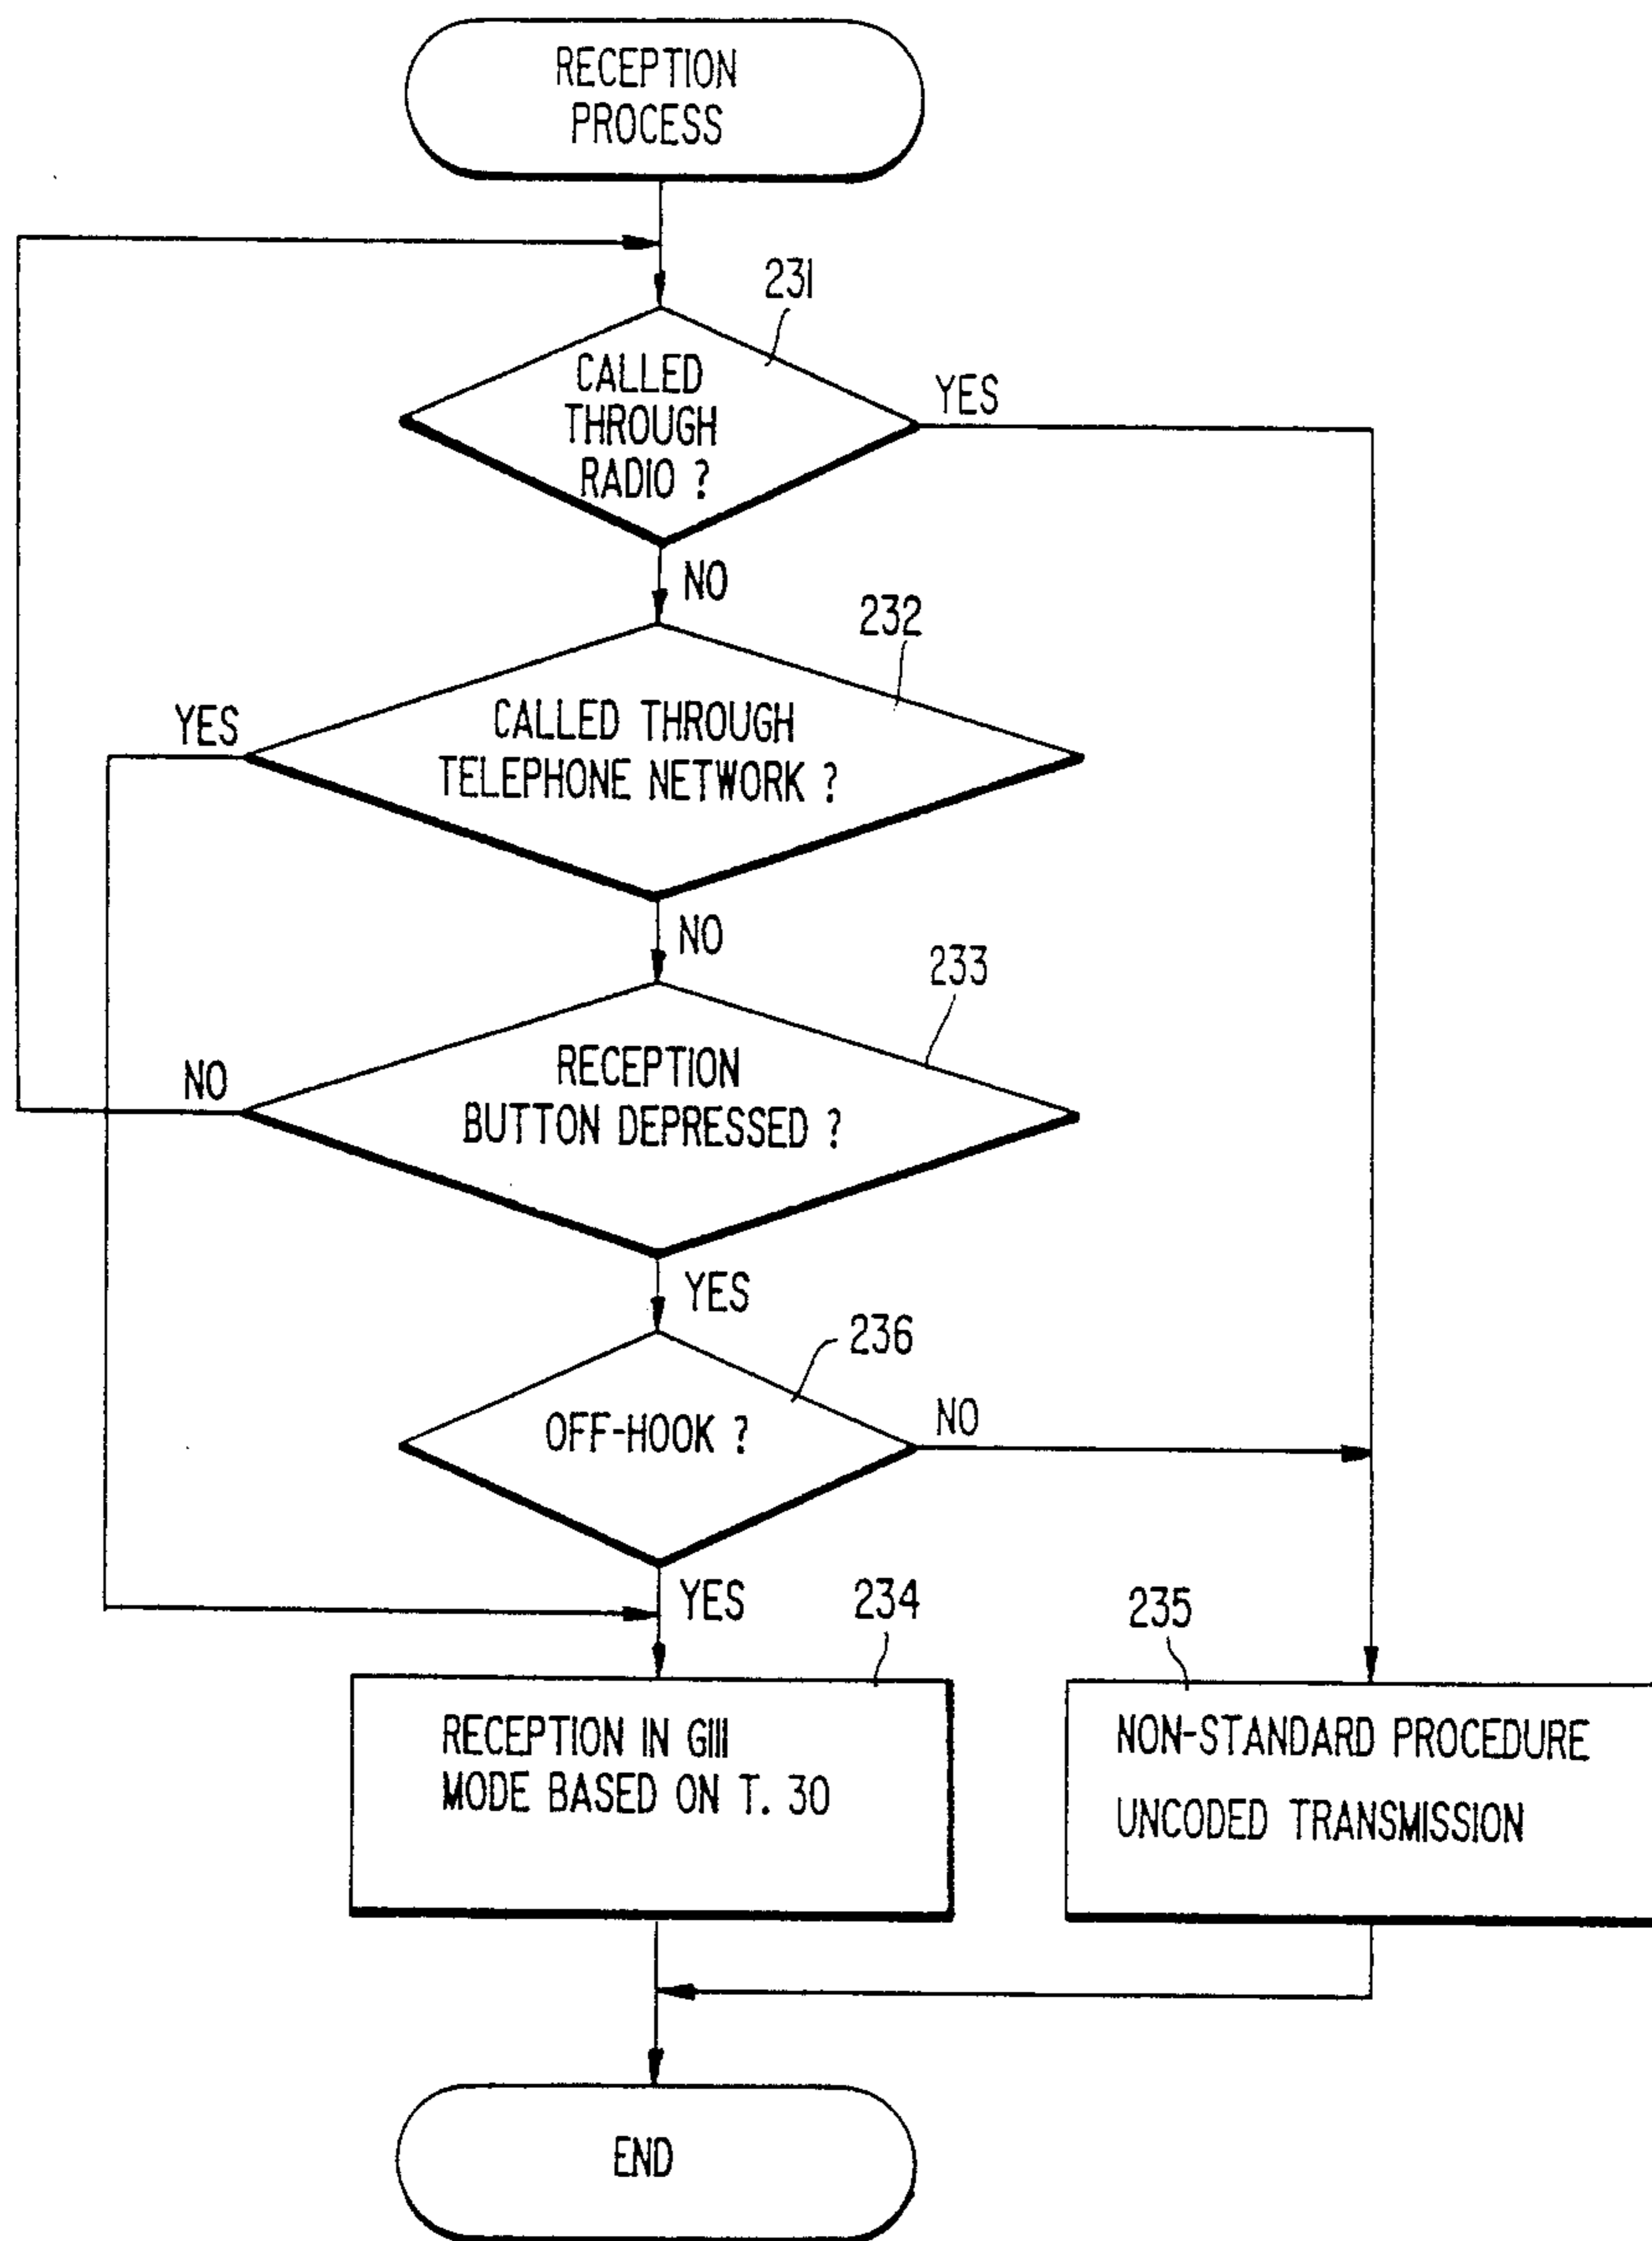 RECEPTION
PROCESS
231
CALLED
THROUGH
RADIO ?
YES
NO
232
CALLED THROUGH
TELEPHONE NETWORK ?
YES
NO
233
RECEPTION
BUTTON DEPRESSED ?
NO
YES
236
OFF-HOOK ?
NO
YES
234
RECEPTION IN GIII
MODE BASED ON T. 30
235
NON-STANDARD PROCEDURE
UNCODED TRANSMISSION
END